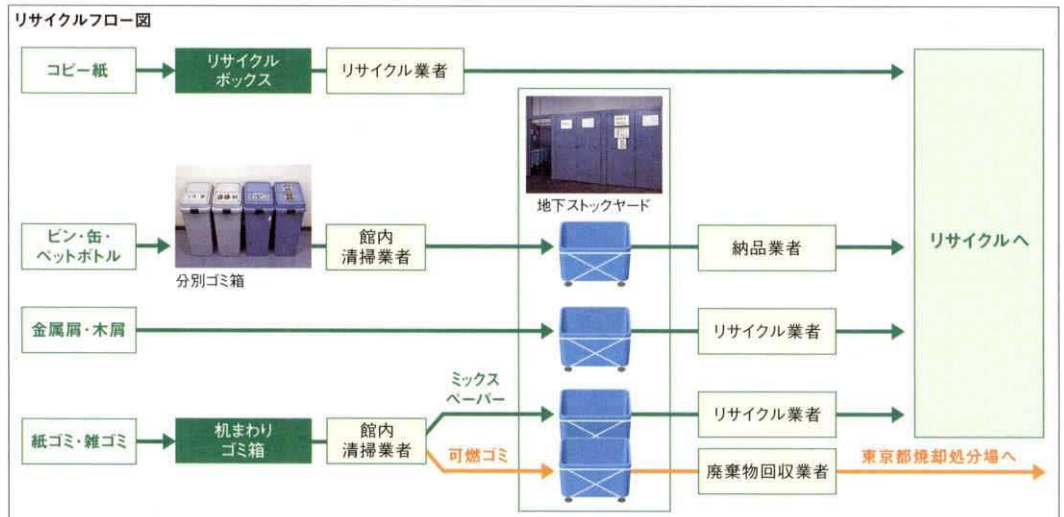 リサイクルフロー図
コピー紙
リサイクル
ボックス
リサイクル業者
地下ストックヤード
ビン・缶・
ペットボトル
分別ゴミ箱
館内
清掃業者
納品業者
リサイクルへ
金属屑・木屑
リサイクル業者
紙ゴミ・雑ゴミ
机まわり
ゴミ箱
館内
清掃業者
ミックス
ペーパー
リサイクル業者
可燃ゴミ
廃棄物回収業者
東京都焼却処分場へ